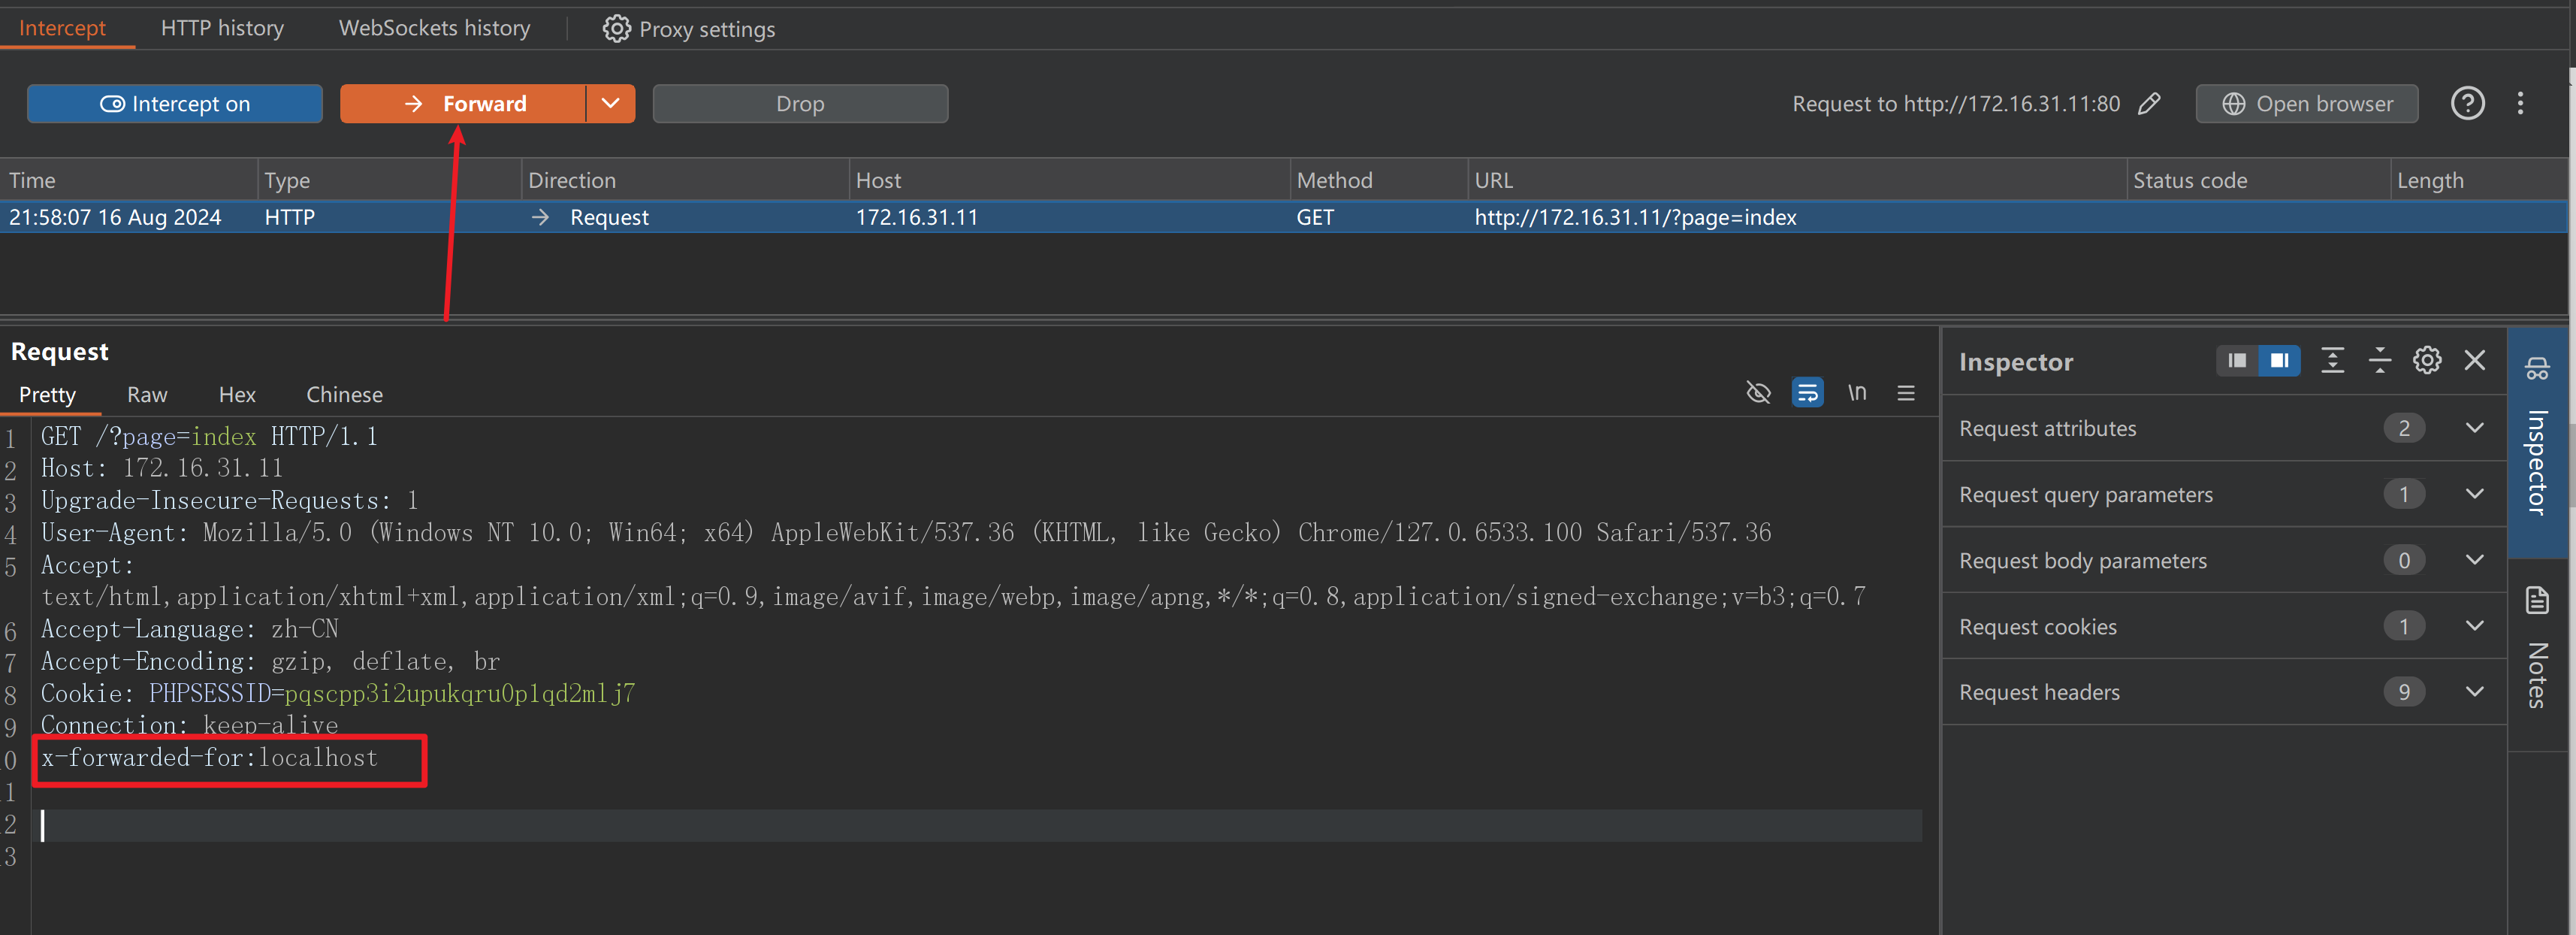 Intercept HTTP history WebSockets history Proxy settings
Intercept on Forward Drop Request to http://172.16.31.11:80 Open browser
Time Type Direction Host Method URL Status code Length
21:58:07 16 Aug 2024 HTTP Request 172.16.31.11 GET http://172.16.31.11/?page=index
Request
Pretty Raw Hex Chinese \n
1 GET /?page=index HTTP/1.1
2 Host: 172.16.31.11
3 Upgrade-Insecure-Requests: 1
4 User-Agent: Mozilla/5.0 (Windows NT 10.0; Win64; x64) AppleWebKit/537.36 (KHTML, like Gecko) Chrome/127.0.6533.100 Safari/537.36
5 Accept:
text/html,application/xhtml+xml,application/xml;q=0.9,image/avif,image/webp,image/apng,*/*;q=0.8,application/signed-exchange;v=b3;q=0.7
6 Accept-Language: zh-CN
7 Accept-Encoding: gzip, deflate, br
8 Cookie: PHPSESSID=pqscpp3i2upukqru0p1qd2mlj7
9 Connection: keep-alive
0 x-forwarded-for:localhost
1
2
3
Inspector
Request attributes 2
Request query parameters 1
Request body parameters 0
Request cookies 1
Request headers 9
Inspector
Notes